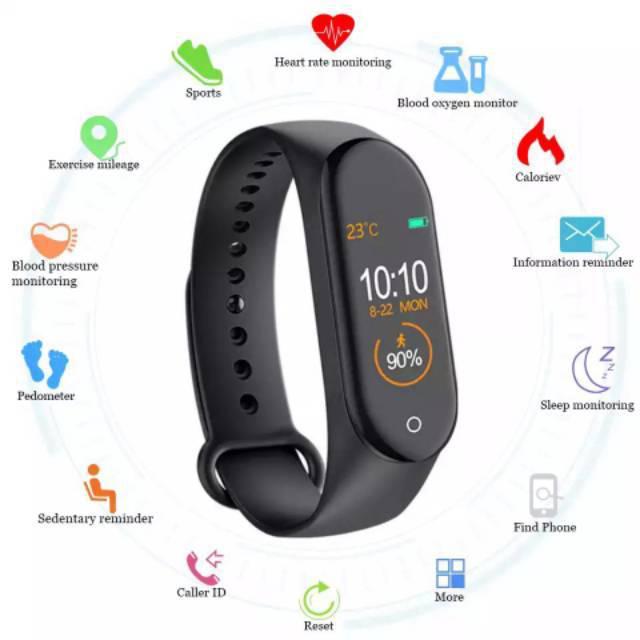 Heart rate monitoring
Sports
Blood oxygen monitor
Exercise mileage
Caloriev
Blood pressure
monitoring
Information reminder
23°C
10:10
8-22 MON
90%
Pedometer
Sleep monitoring
Sedentary reminder
Find Phone
Caller ID
More
Reset
z
z
z